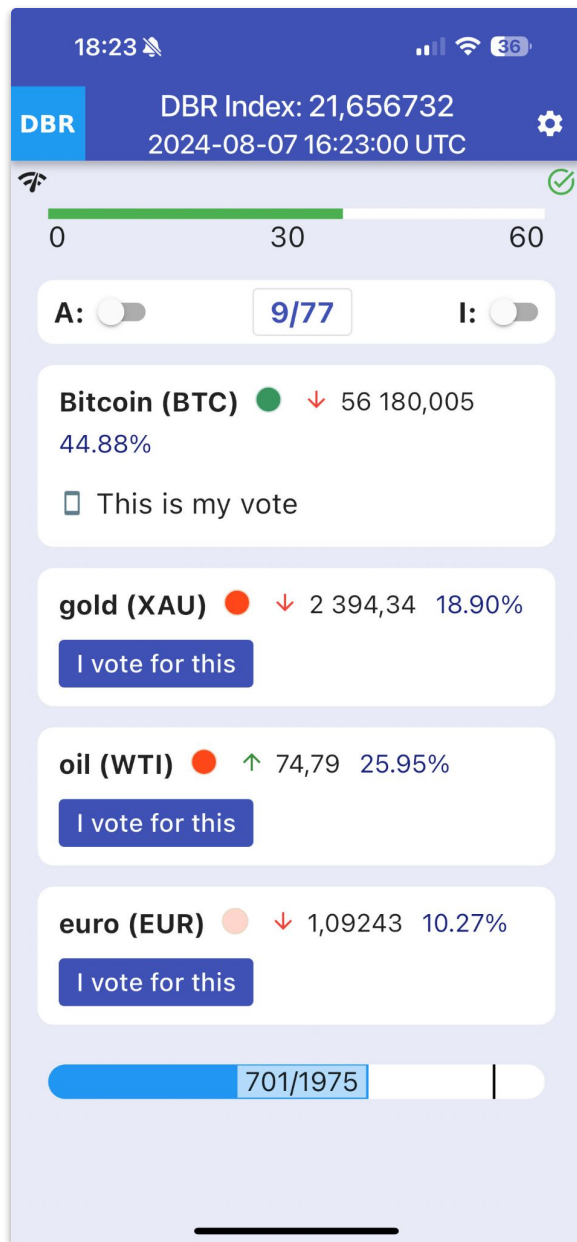 18:23
36
DBR
DBR Index: 21,656732
2024-08-07 16:23:00 UTC
0 30 60
A: 9/77 I:
Bitcoin (BTC) 56 180,005
44.88%
This is my vote
gold (XAU) 2 394,34 18.90%
I vote for this
oil (WTI) 74,79 25.95%
I vote for this
euro (EUR) 1,09243 10.27%
I vote for this
701/1975